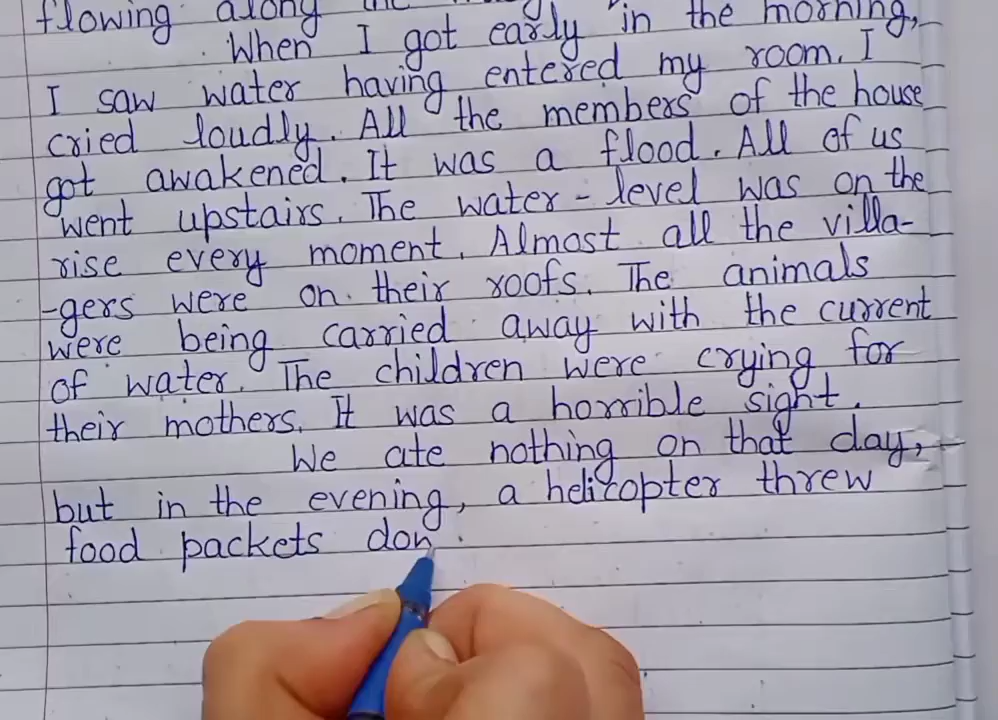 flowing along the
When I got early in the morning,
I saw water having entered my room. I
cried loudly. All the members of the house
got awakened. It was a flood. All of us
went upstairs. The water-level was on the
rise every moment. Almost all the villa-
-gers were on their roofs. The animals
were being carried away with the current
of water. The children were crying for
their mothers. It was a horrible sight.
We ate nothing on that day,
but in the evening, a helicopter threw
food packets don